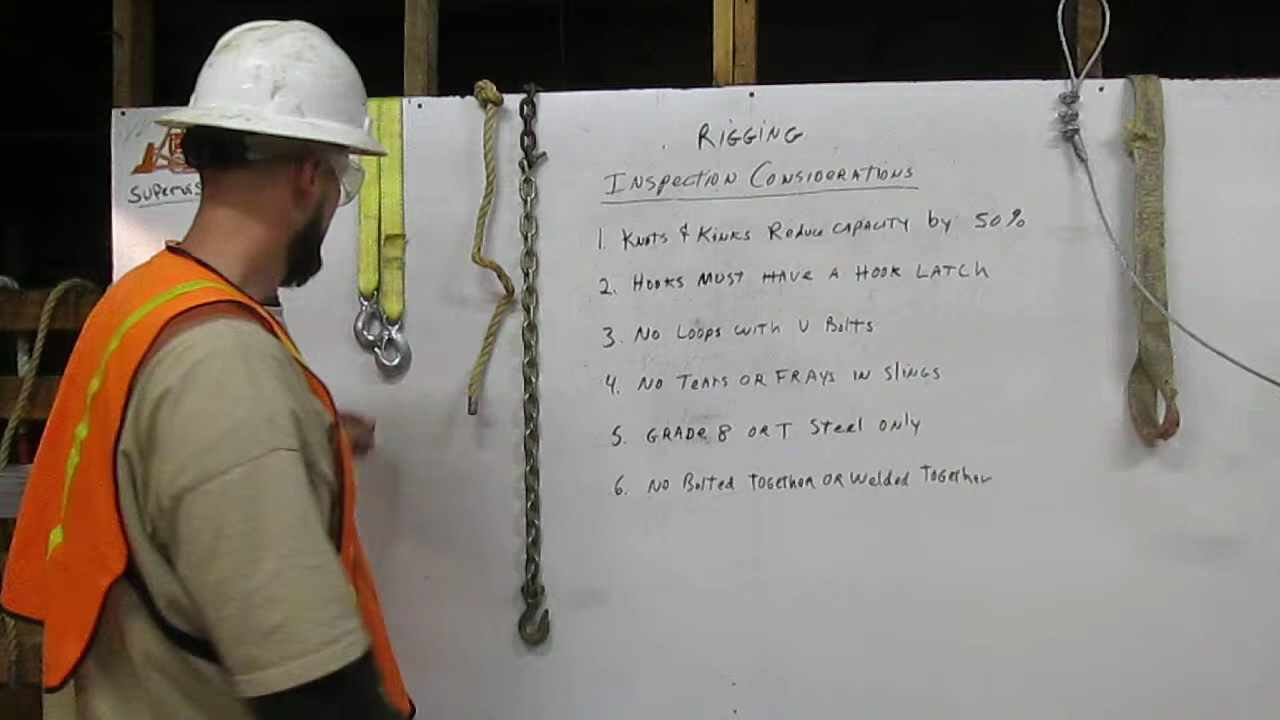 SUPERVIS
RIGGING
INSPECTION CONSIDERATIONS
1. KNOTS & KINKS REDUCE CAPACITY by 50%
2. HOOKS MUST HAVE A HOOK LATCH
3. NO LOOPS WITH U BOLTS
4. NO TEARS OR FRAYS IN SLINGS
5. GRADE 8 OR T STEEL ONLY
6. NO BOLTED TOGETHER OR WELDED TOGETHER